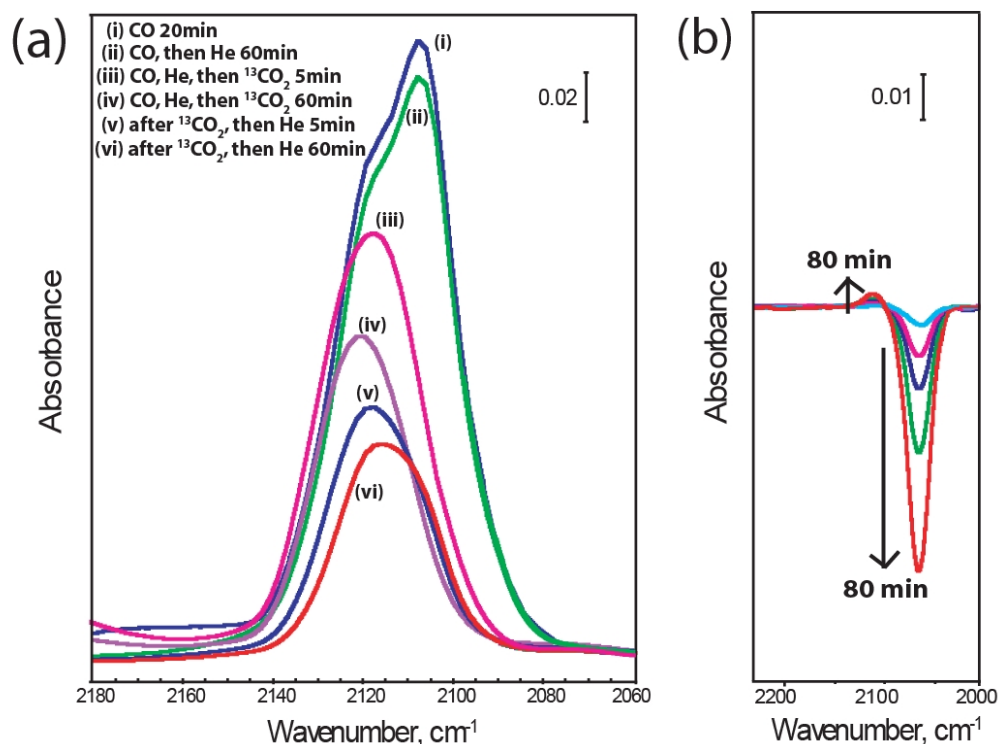 (a)
(i) CO 20min
(ii) CO, then He 60min
(iii) CO, He, then ¹³CO₂ 5min
(iv) CO, He, then ¹³CO₂ 60min
(v) after ¹³CO₂, then He 5min
(vi) after ¹³CO₂, then He 60min
(i)
(ii)
(iii)
(iv)
(v)
(vi)
0.02
Absorbance
2180 2160 2140 2120 2100 2080 2060
Wavenumber, cm⁻¹
(b)
0.01
80 min
80 min
Absorbance
2200 2100 2000
Wavenumber, cm⁻¹